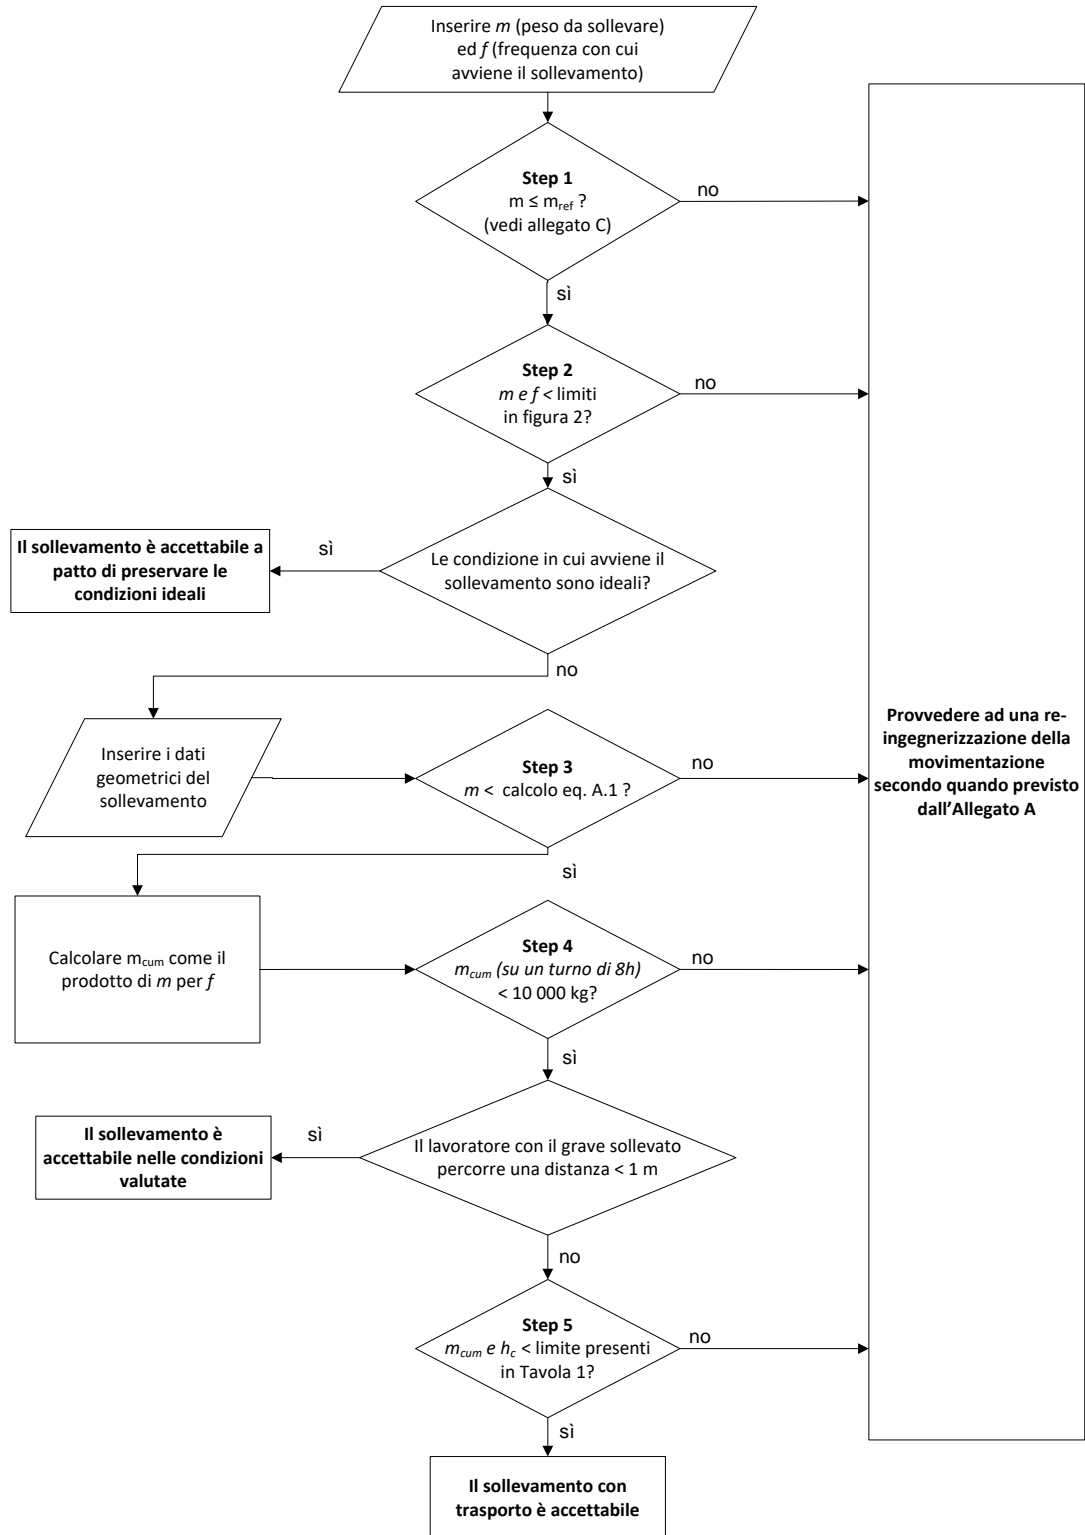 Inserire m (peso da sollevare)
ed f (frequenza con cui
avviene il sollevamento)
Step 1
m ≤ mref ?
(vedi allegato C)
no
sì
Step 2
m e f < limiti
in figura 2?
no
sì
Le condizione in cui avviene il
sollevamento sono ideali?
sì
Il sollevamento è accettabile a
patto di preservare le
condizioni ideali
no
Inserire i dati
geometrici del
sollevamento
Step 3
m < calcolo eq. A.1 ?
no
sì
Provvedere ad una re-
ingegnerizzazione della
movimentazione
secondo quando previsto
dall'Allegato A
Calcolare mcum come il
prodotto di m per f
Step 4
mcum (su un turno di 8h)
< 10 000 kg?
no
sì
Il lavoratore con il grave sollevato
percorre una distanza < 1 m
sì
Il sollevamento è
accettabile nelle condizioni
valutate
no
Step 5
mcum e hc < limite presenti
in Tavola 1?
no
sì
Il sollevamento con
trasporto è accettabile